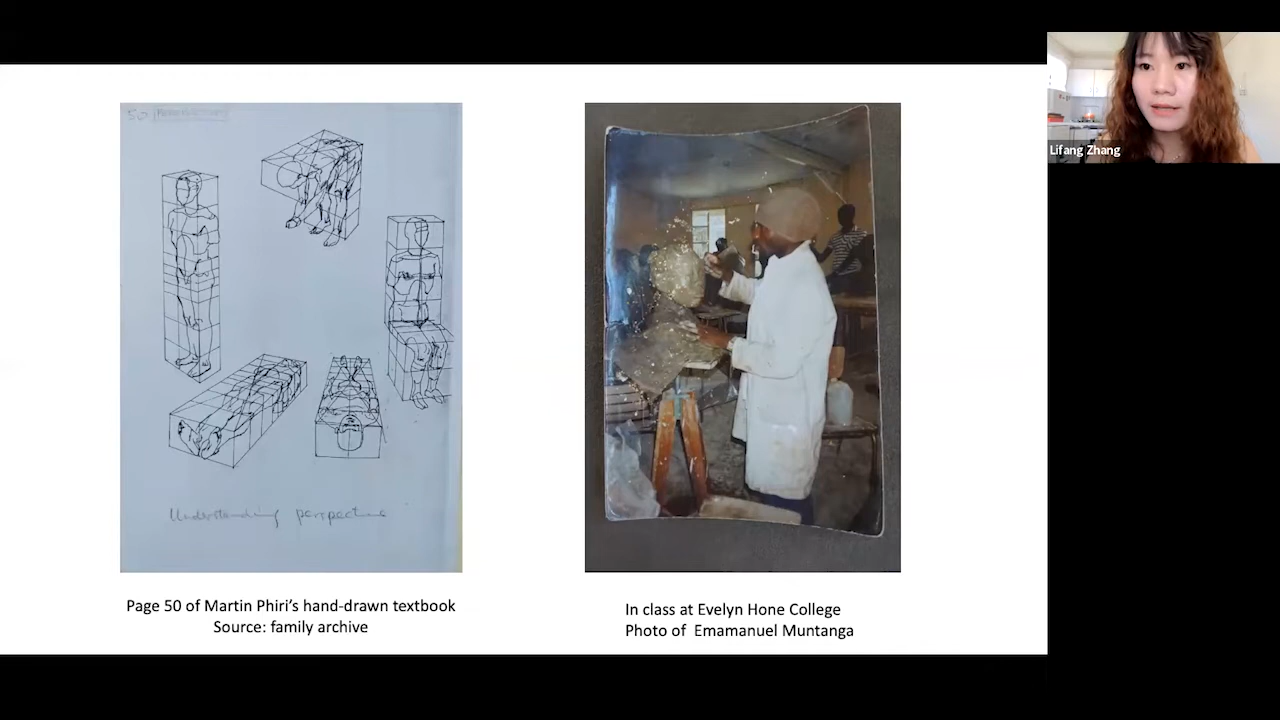 50
Understanding perspective
Page 50 of Martin Phiri's hand-drawn textbook
Source: family archive
In class at Evelyn Hone College
Photo of Emamanuel Muntanga
Lifang Zhang